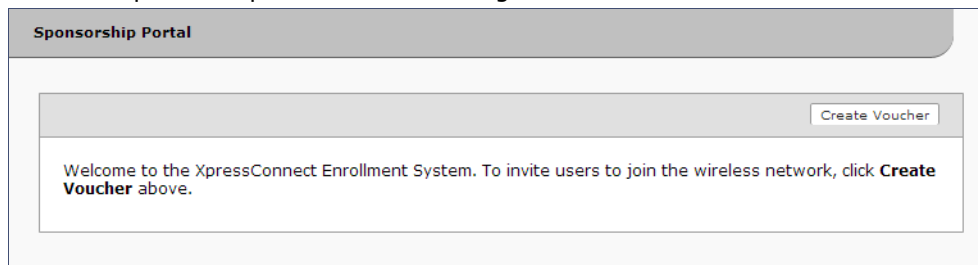 Sponsorship Portal
Create Voucher
Welcome to the XpressConnect Enrollment System. To invite users to join the wireless network, click Create
Voucher above.